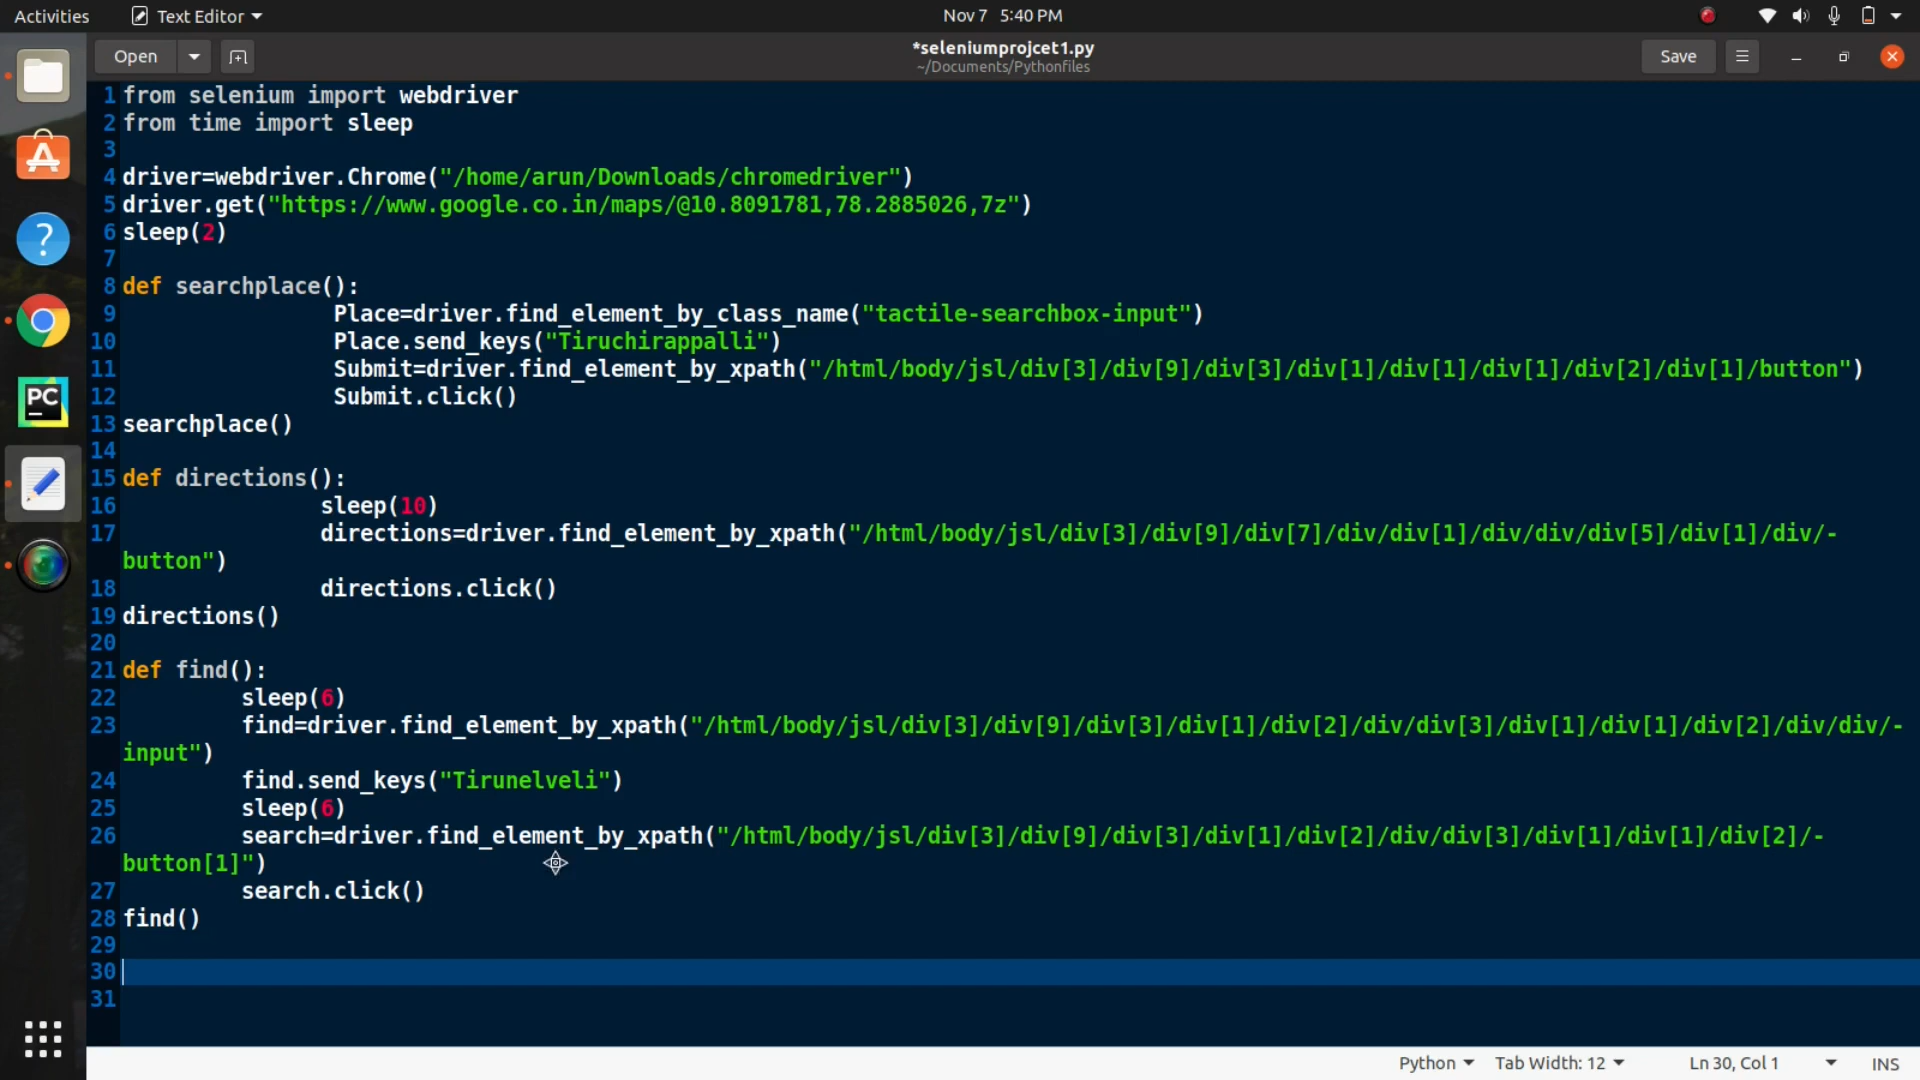 Activities
Text Editor
Nov 7 5:40 PM
Open
*seleniumprojcet1.py
~/Documents/Pythonfiles
Save
1 from selenium import webdriver
2 from time import sleep
3
4 driver=webdriver.Chrome("/home/arun/Downloads/chromedriver")
5 driver.get("https://www.google.co.in/maps/@10.8091781,78.2885026,7z")
6 sleep(2)
7
8 def searchplace():
9 Place=driver.find_element_by_class_name("tactile-searchbox-input")
10 Place.send_keys("Tiruchirappalli")
11 Submit=driver.find_element_by_xpath("/html/body/jsl/div[3]/div[9]/div[3]/div[1]/div[1]/div[1]/div[2]/div[1]/button")
12 Submit.click()
13 searchplace()
14
15 def directions():
16 sleep(10)
17 directions=driver.find_element_by_xpath("/html/body/jsl/div[3]/div[9]/div[7]/div/div[1]/div/div/div[5]/div[1]/div/-
button")
18 directions.click()
19 directions()
20
21 def find():
22 sleep(6)
23 find=driver.find_element_by_xpath("/html/body/jsl/div[3]/div[9]/div[3]/div[1]/div[2]/div/div[3]/div[1]/div[1]/div[2]/div/div/-
input")
24 find.send_keys("Tirunelveli")
25 sleep(6)
26 search=driver.find_element_by_xpath("/html/body/jsl/div[3]/div[9]/div[3]/div[1]/div[2]/div/div[3]/div[1]/div[1]/div[2]/-
button[1]")
27 search.click()
28 find()
29
30
31
PC
Python
Tab Width: 12
Ln 30, Col 1
INS